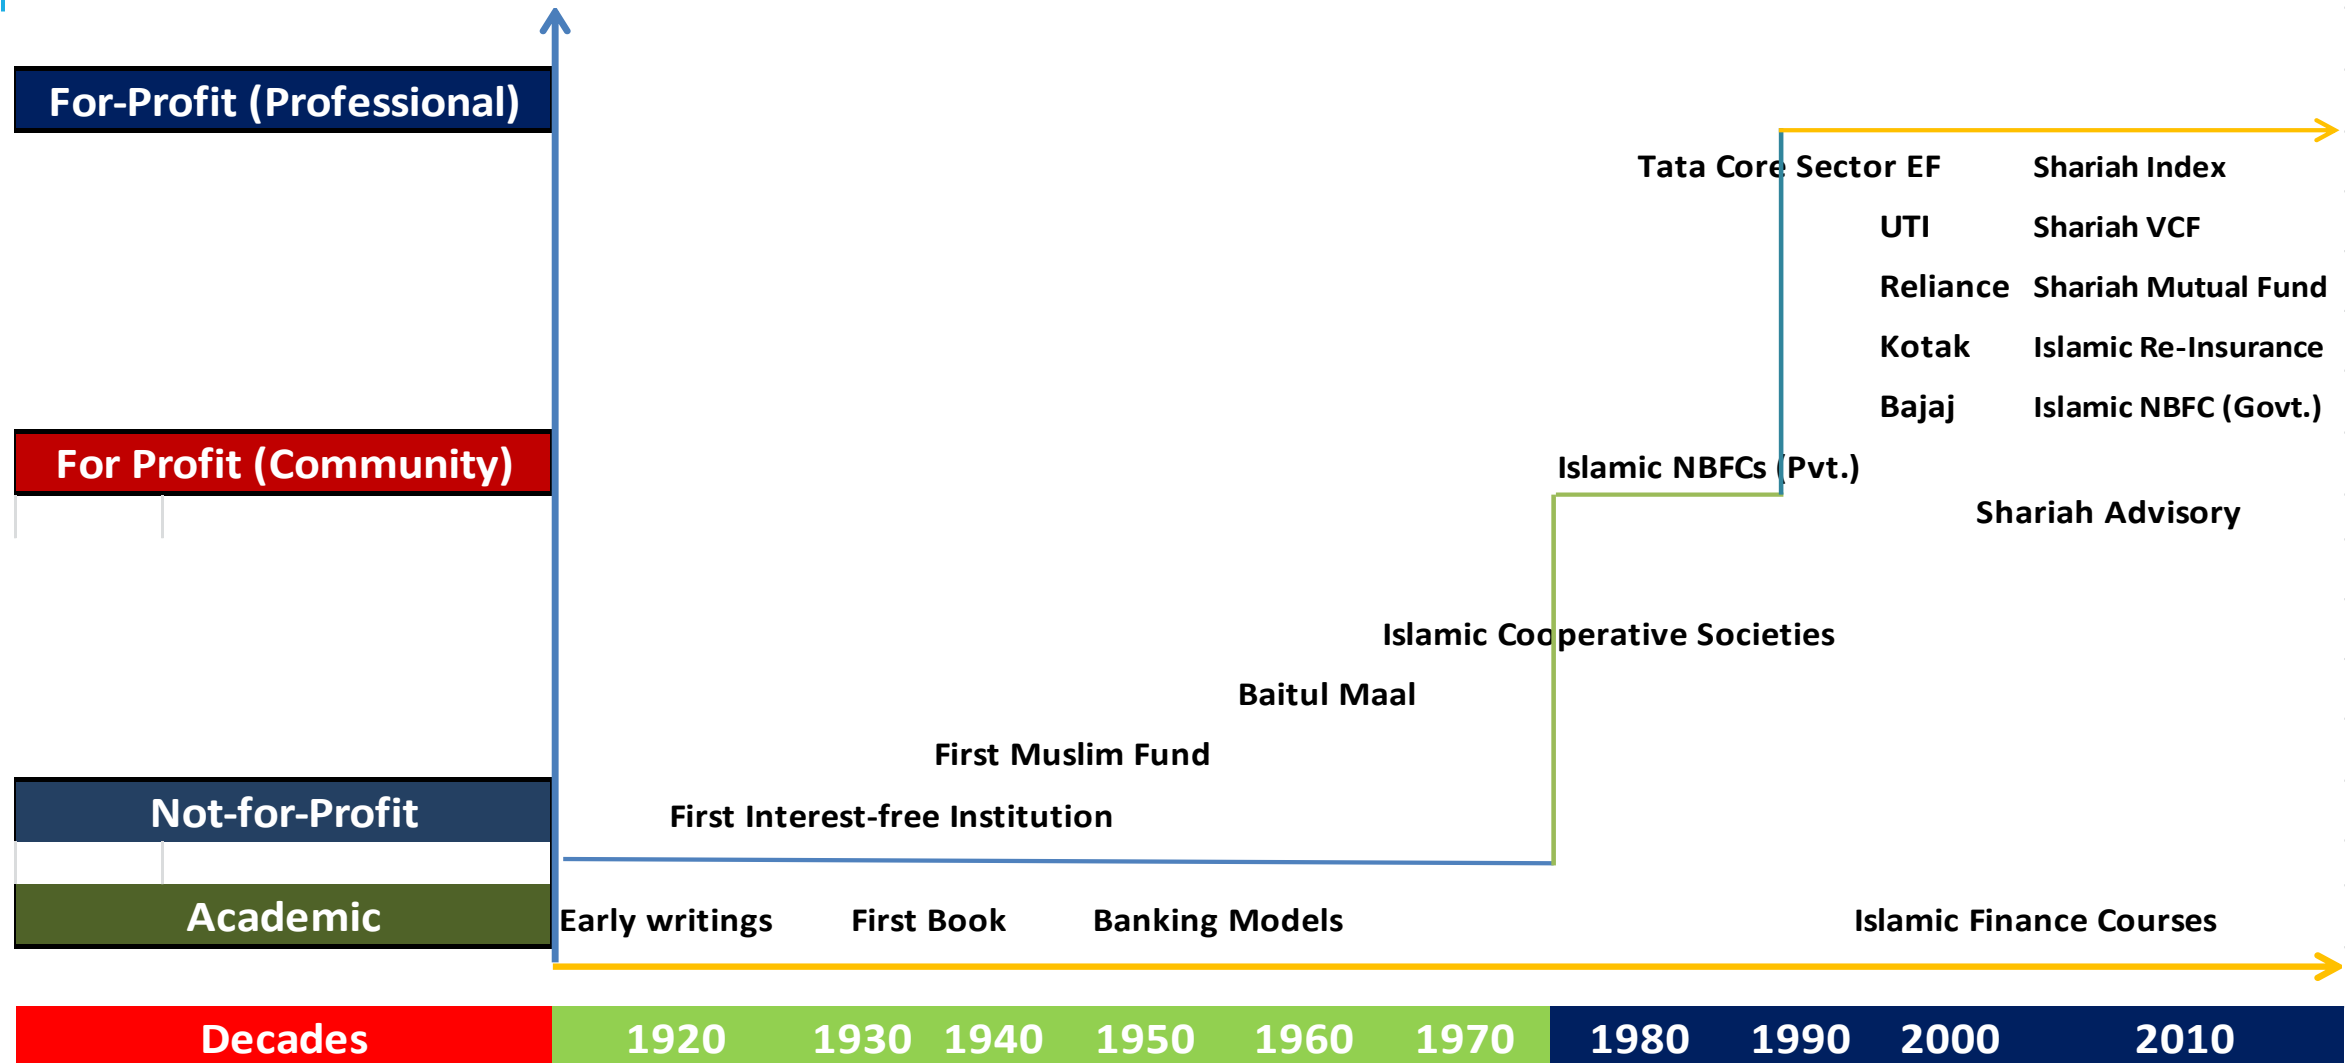 For-Profit (Professional)
Tata Core Sector EF Shariah Index
UTI Shariah VCF
Reliance Shariah Mutual Fund
Kotak Islamic Re-Insurance
Bajaj Islamic NBFC (Govt.)
For Profit (Community) Islamic NBFCs (Pvt.)
Shariah Advisory
Islamic Cooperative Societies
Baitul Maal
First Muslim Fund
Not-for-Profit First Interest-free Institution
Academic Early writings First Book Banking Models Islamic Finance Courses
Decades 1920 1930 1940 1950 1960 1970 1980 1990 2000 2010